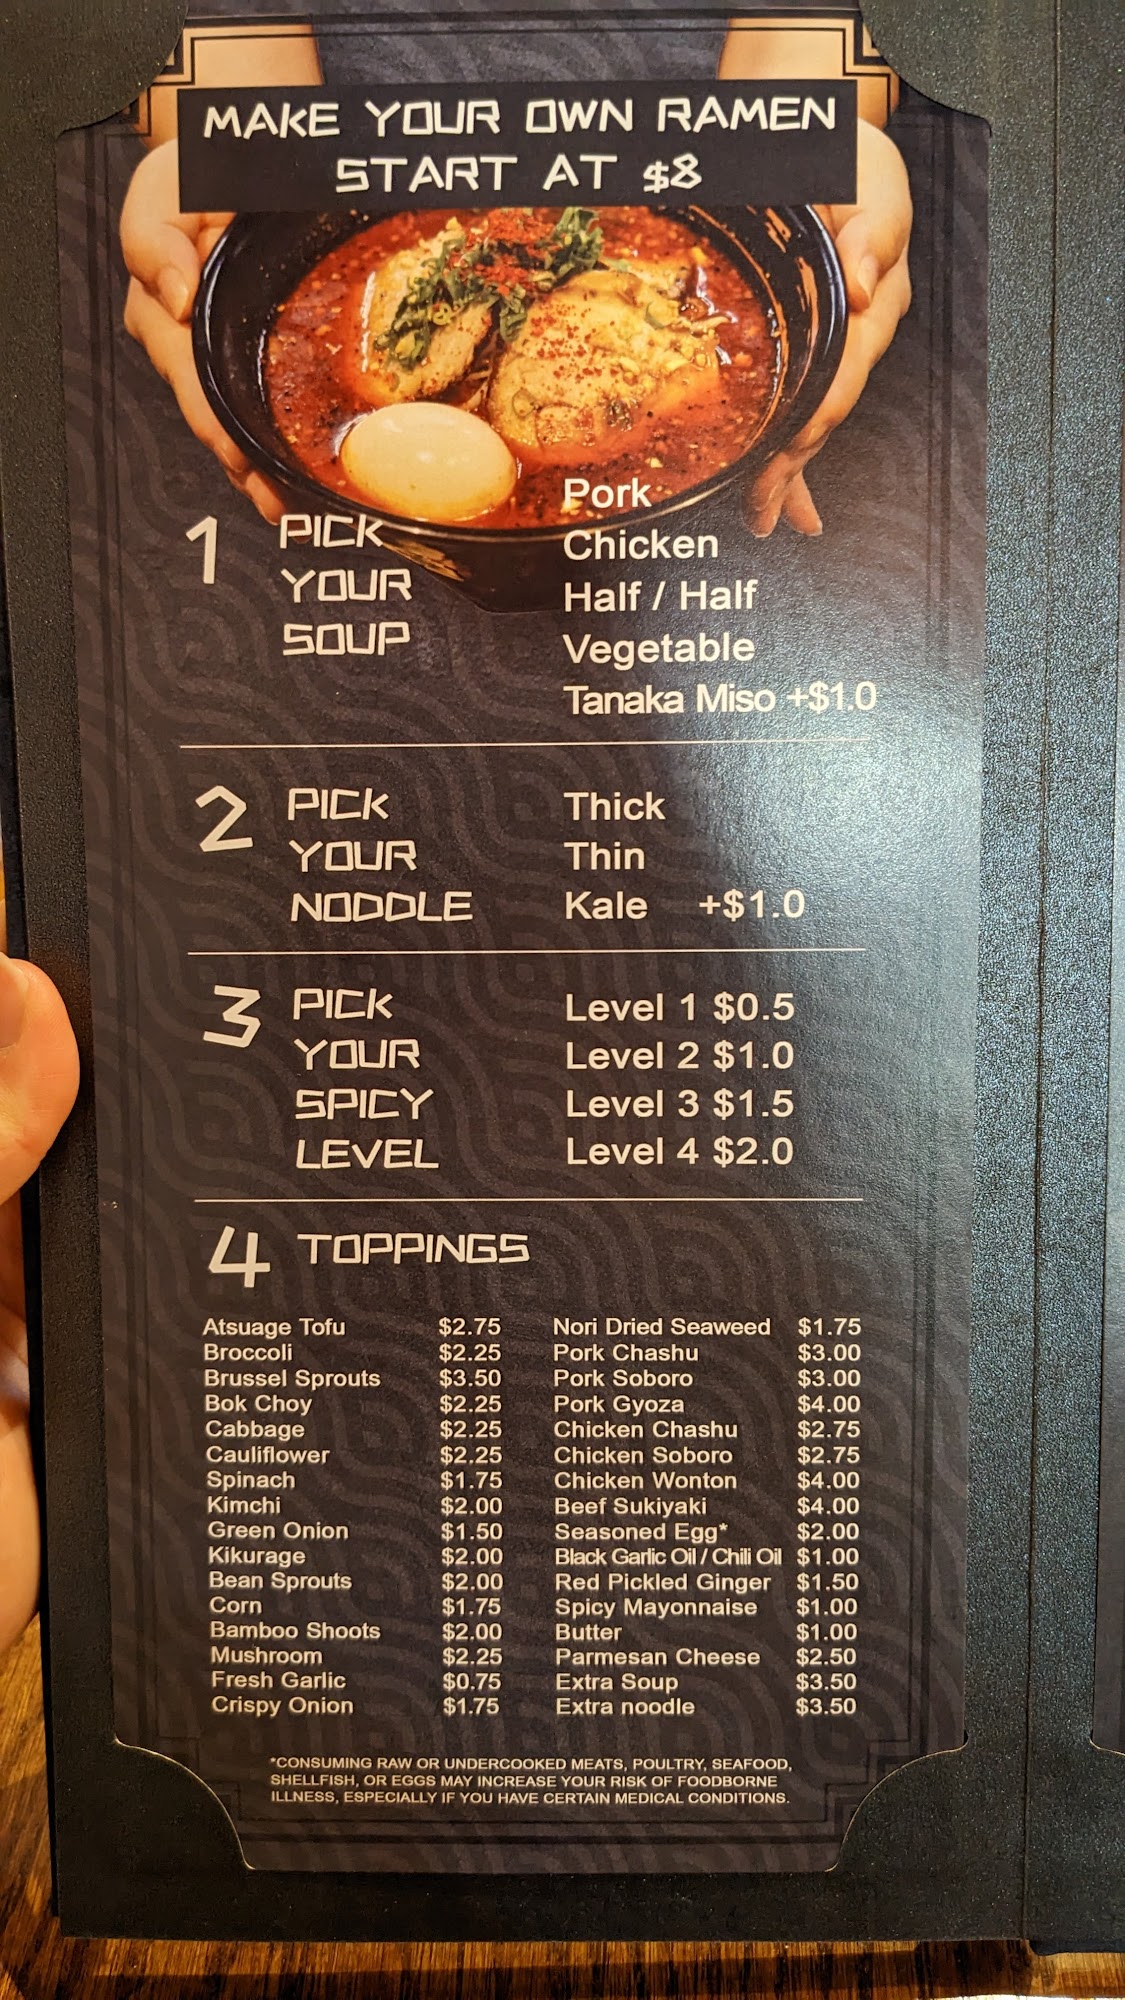 MAKE YOUR OWN RAMEN
START AT $8
1 PICK YOUR SOUP
Pork
Chicken
Half / Half
Vegetable
Tanaka Miso +$1.0
2 PICK YOUR NODDLE
Thick
Thin
Kale +$1.0
3 PICK YOUR SPICY LEVEL
Level 1 $0.5
Level 2 $1.0
Level 3 $1.5
Level 4 $2.0
4 TOPPINGS
Atsuage Tofu $2.75
Broccoli $2.25
Brussel Sprouts $3.50
Bok Choy $2.25
Cabbage $2.25
Cauliflower $2.25
Spinach $1.75
Kimchi $2.00
Green Onion $1.50
Kikurage $2.00
Bean Sprouts $2.00
Corn $1.75
Bamboo Shoots $2.00
Mushroom $2.25
Fresh Garlic $0.75
Crispy Onion $1.75
Nori Dried Seaweed $1.75
Pork Chashu $3.00
Pork Soboro $3.00
Pork Gyoza $4.00
Chicken Chashu $2.75
Chicken Soboro $2.75
Chicken Wonton $4.00
Beef Sukiyaki $4.00
Seasoned Egg* $2.00
Black Garlic Oil / Chili Oil $1.00
Red Pickled Ginger $1.50
Spicy Mayonnaise $1.00
Butter $1.00
Parmesan Cheese $2.50
Extra Soup $3.50
Extra noodle $3.50
*CONSUMING RAW OR UNDERCOOKED MEATS, POULTRY, SEAFOOD,
SHELLFISH, OR EGGS MAY INCREASE YOUR RISK OF FOODBORNE
ILLNESS, ESPECIALLY IF YOU HAVE CERTAIN MEDICAL CONDITIONS.